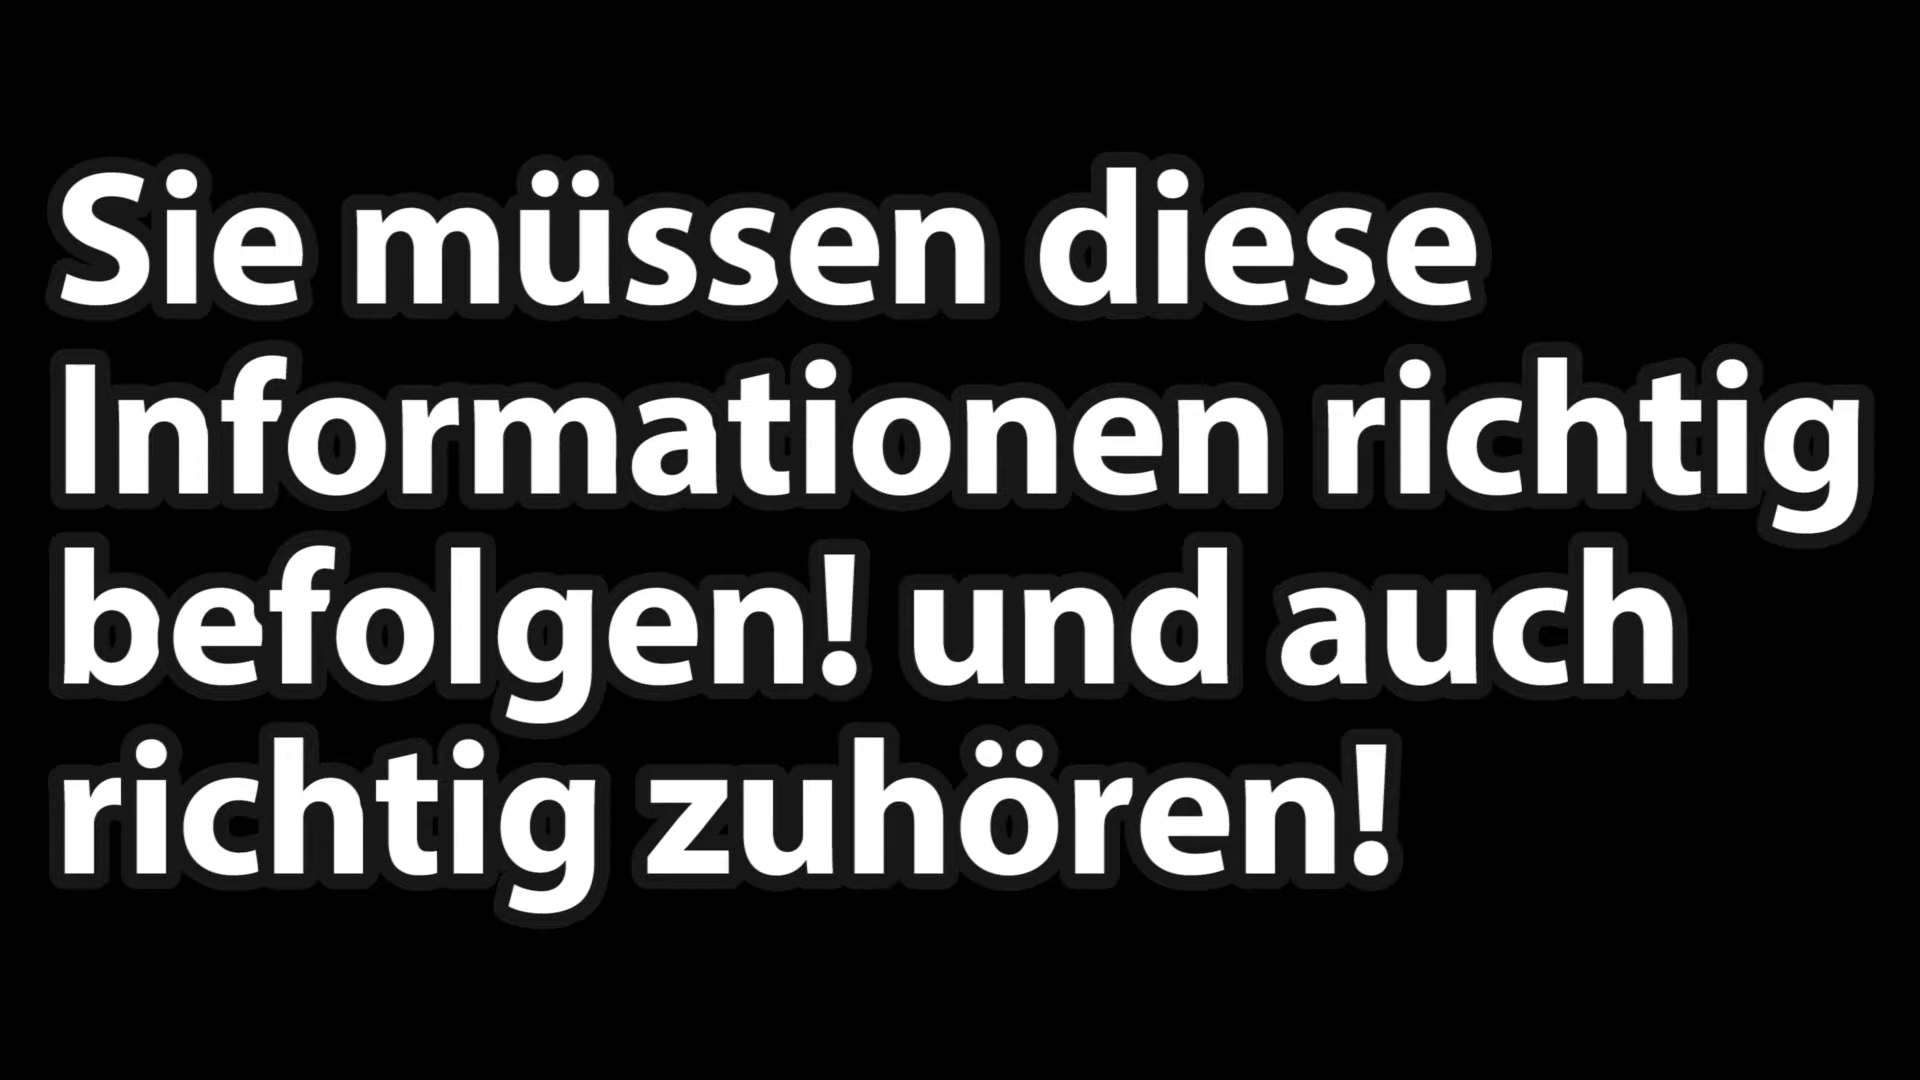 Sie müssen diese
Informationen richtig
befolgen! und auch
richtig zuhören!